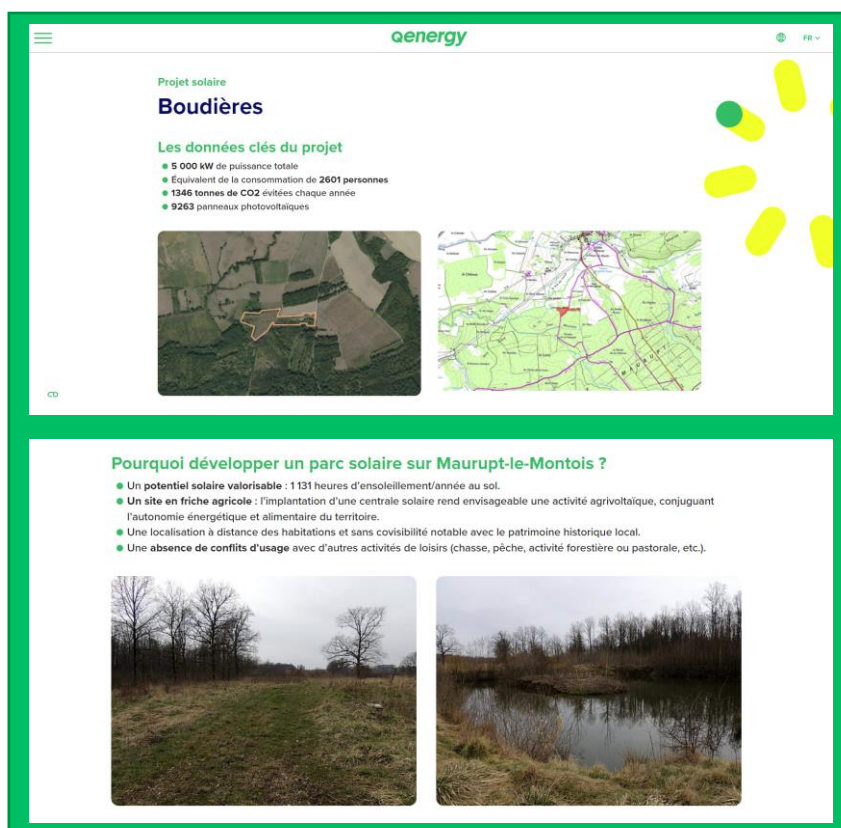 Qenergy
FR
Projet solaire
Boudières
Les données clés du projet
5 000 kW de puissance totale
Équivalent de la consommation de 2601 personnes
1346 tonnes de CO2 évitées chaque année
9263 panneaux photovoltaïques
MAURUPT
Pourquoi développer un parc solaire sur Maurupt-le-Montois ?
Un potentiel solaire valorisable : 1 131 heures d'ensoleillement/année au sol.
Un site en friche agricole : l'implantation d'une centrale solaire rend envisageable une activité agrivoltaïque, conjuguant
l'autonomie énergétique et alimentaire du territoire.
Une localisation à distance des habitations et sans covisibilité notable avec le patrimoine historique local.
Une absence de conflits d'usage avec d'autres activités de loisirs (chasse, pêche, activité forestière ou pastorale, etc.).